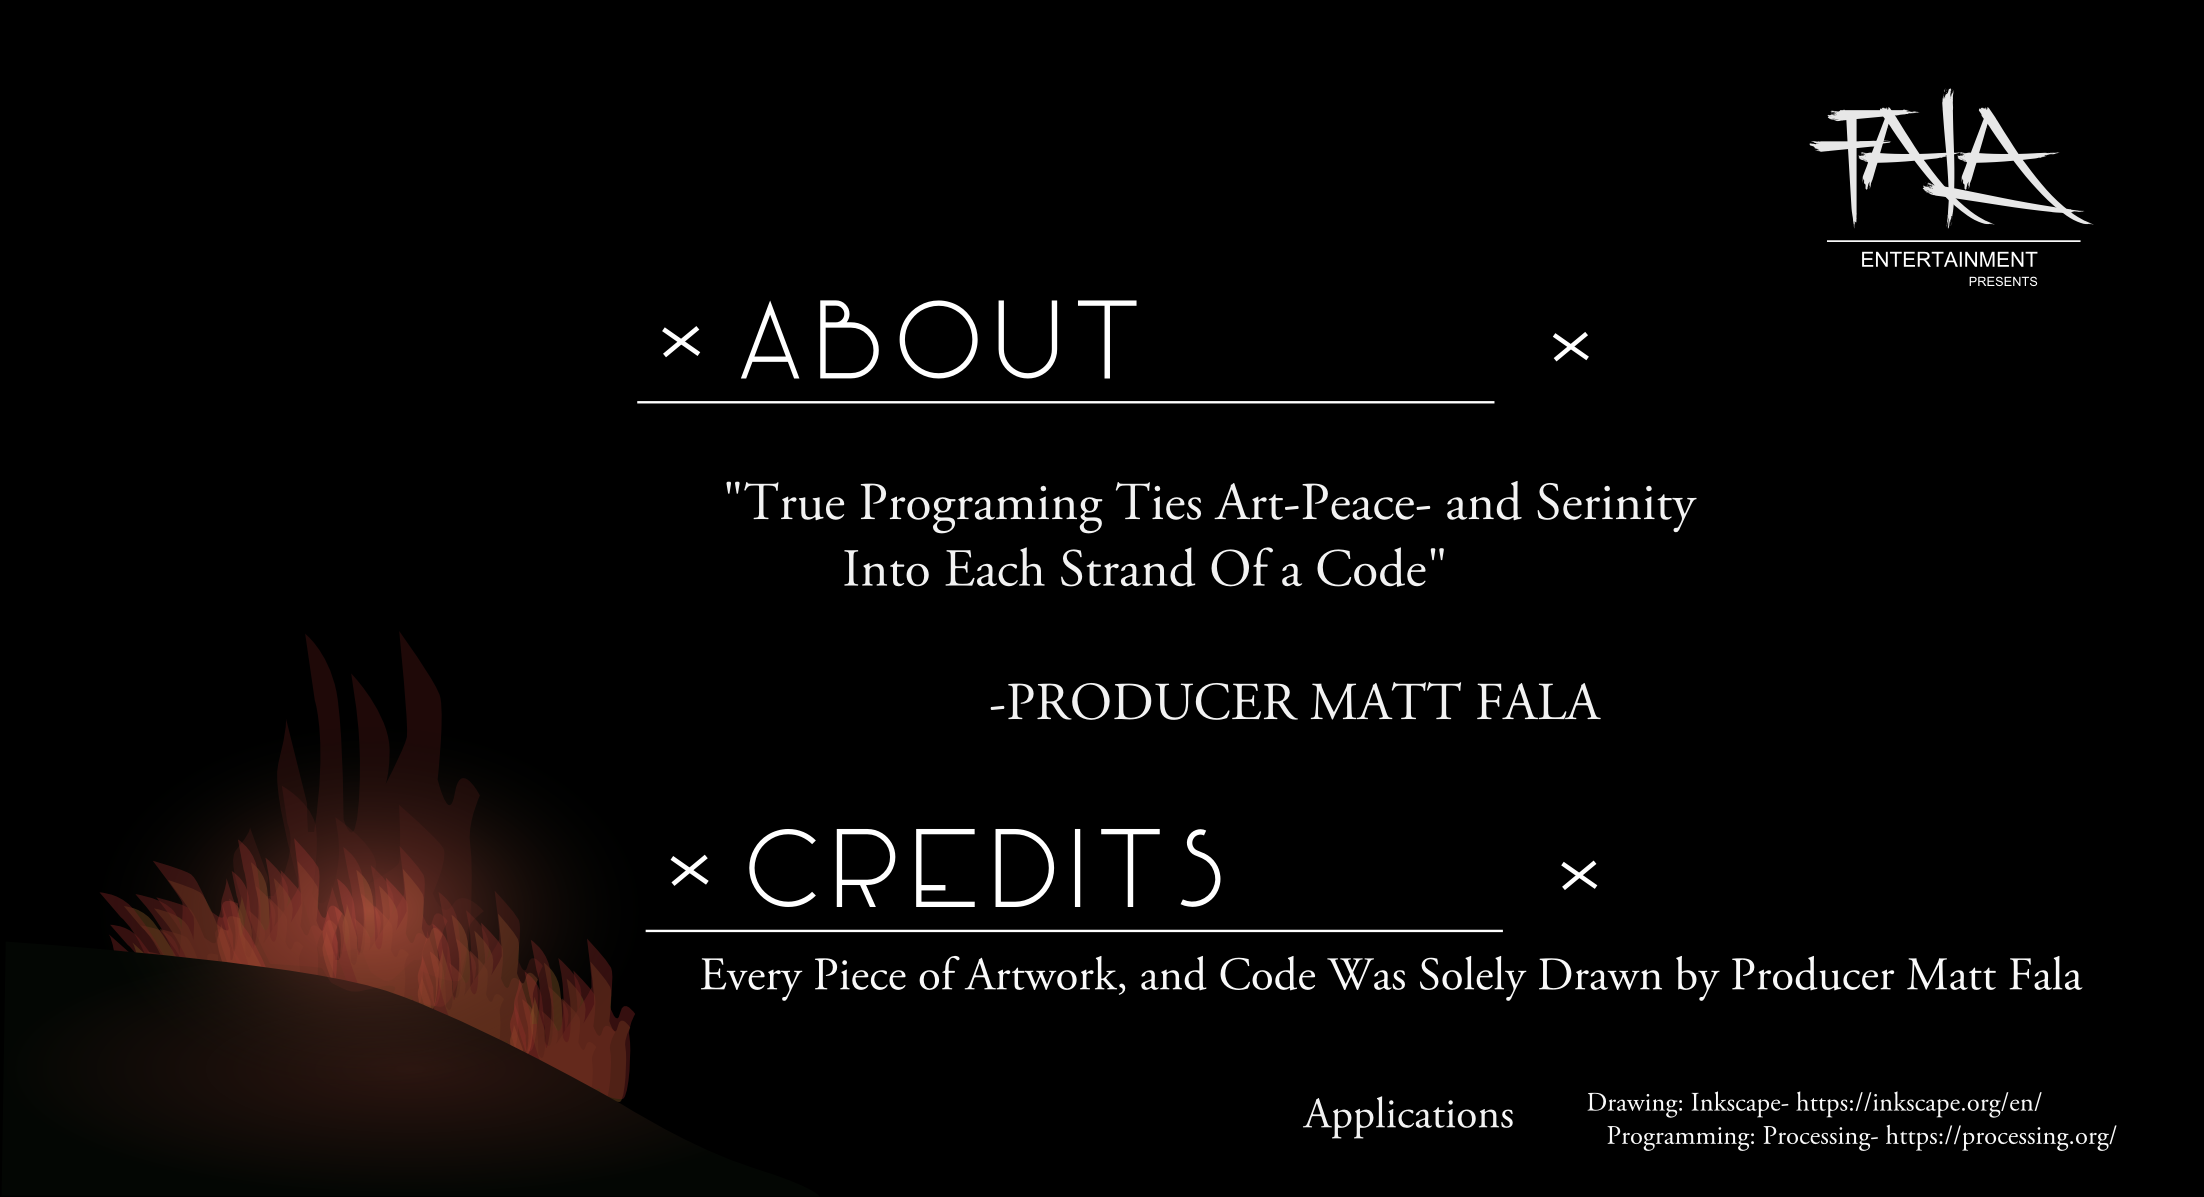 FALA
ENTERTAINMENT
PRESENTS
ABOUT
"True Programing Ties Art-Peace- and Serinity
Into Each Strand Of a Code"
-PRODUCER MATT FALA
CREDITS
Every Piece of Artwork, and Code Was Solely Drawn by Producer Matt Fala
Applications
Drawing: Inkscape- https://inkscape.org/en/
Programming: Processing- https://processing.org/